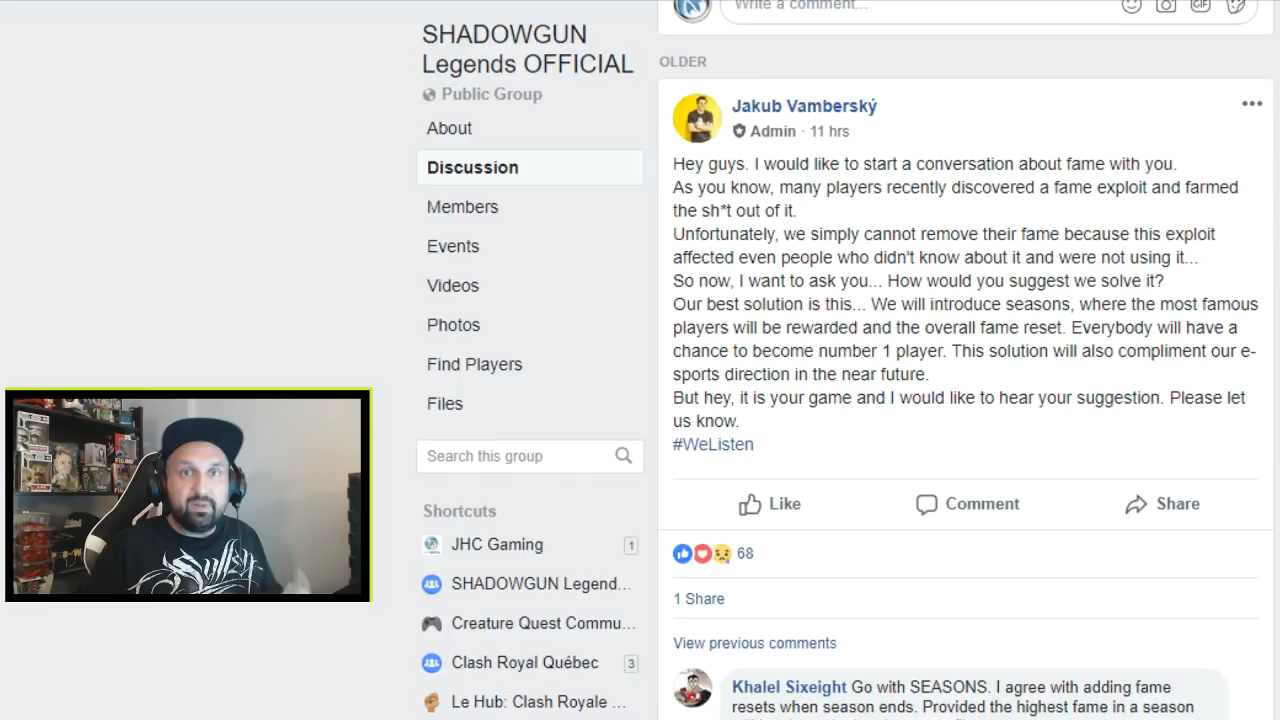 Write a comment...
SHADOWGUN
Legends OFFICIAL
Public Group
About
Discussion
Members
Events
Videos
Photos
Find Players
Files
Search this group
Shortcuts
JHC Gaming 1
SHADOWGUN Legend...
Creature Quest Commu...
Clash Royal Québec 3
Le Hub: Clash Royale ...
OLDER
Jakub Vamberský
Admin · 11 hrs
Hey guys. I would like to start a conversation about fame with you.
As you know, many players recently discovered a fame exploit and farmed
the sh*t out of it.
Unfortunately, we simply cannot remove their fame because this exploit
affected even people who didn't know about it and were not using it...
So now, I want to ask you... How would you suggest we solve it?
Our best solution is this... We will introduce seasons, where the most famous
players will be rewarded and the overall fame reset. Everybody will have a
chance to become number 1 player. This solution will also compliment our e-
sports direction in the near future.
But hey, it is your game and I would like to hear your suggestion. Please let
us know.
#WeListen
Like Comment Share
68
1 Share
View previous comments
Khalel Sixeight Go with SEASONS. I agree with adding fame
resets when season ends. Provided the highest fame in a season